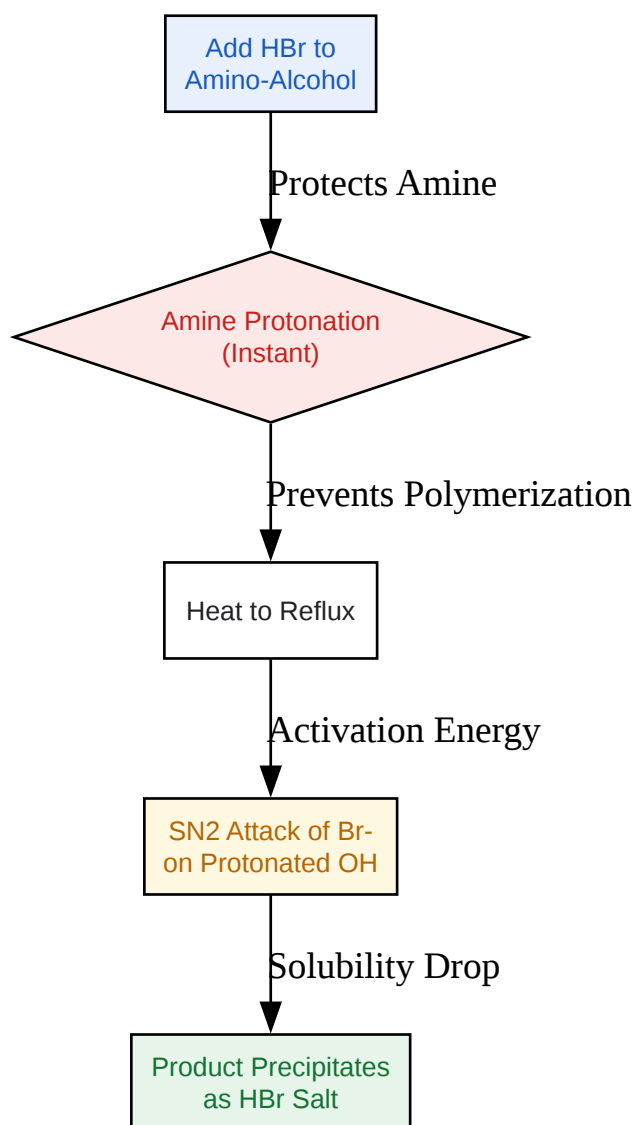 Add HBr to
Amino-Alcohol
Protects Amine
Amine Protonation
(Instant)
Prevents Polymerization
Heat to Reflux
Activation Energy
SN2 Attack of Br-
on Protonated OH
Solubility Drop
Product Precipitates
as HBr Salt